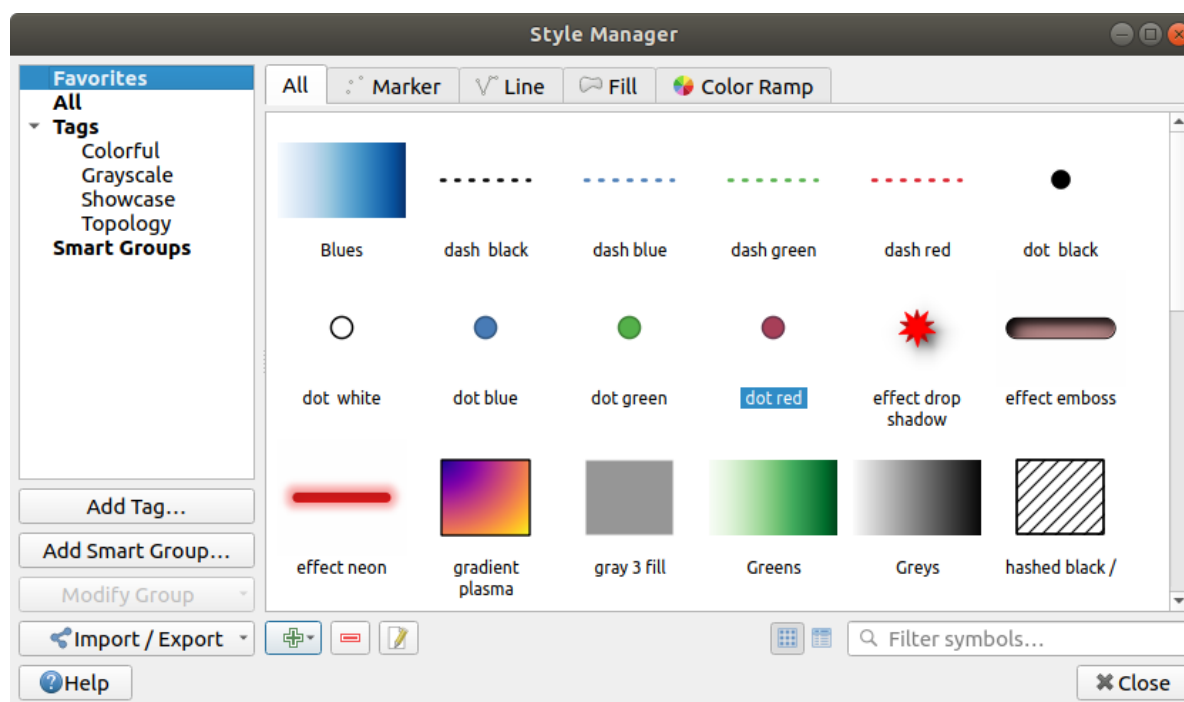 Style Manager
Favorites
All
Tags
Colorful
Grayscale
Showcase
Topology
Smart Groups
All
Marker
Line
Fill
Color Ramp
Blues
dash black
dash blue
dash green
dash red
dot black
dot white
dot blue
dot green
dot red
effect drop
shadow
effect emboss
effect neon
gradient
plasma
gray 3 fill
Greens
Greys
hashed black /
Add Tag...
Add Smart Group...
Modify Group
Import / Export
Filter symbols...
Help
Close